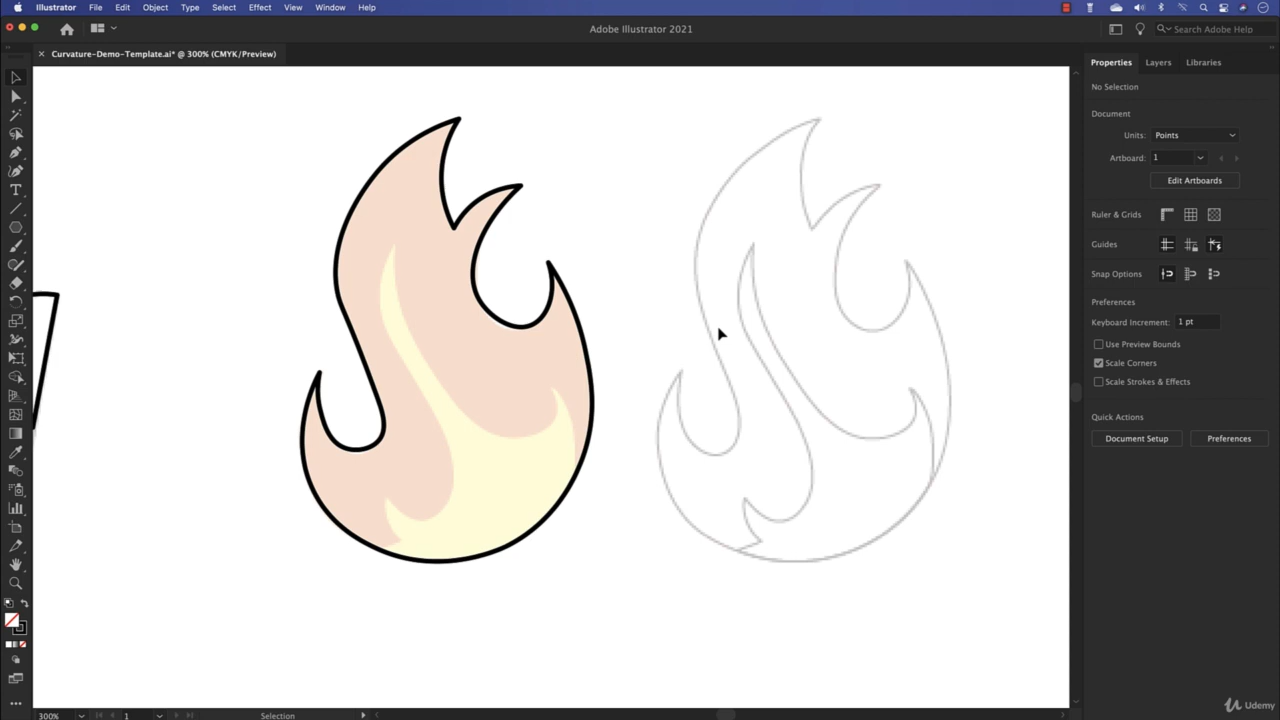 Illustrator File Edit Object Type Select Effect View Window Help
Adobe Illustrator 2021
Search Adobe Help
× Curvature-Demo-Template.ai* @ 300% (CMYK/Preview)
Properties Layers Libraries
No Selection
Document
Units: Points
Artboard: 1
Edit Artboards
Ruler & Grids
Guides
Snap Options
Preferences
Keyboard Increment: 1 pt
Use Preview Bounds
Scale Corners
Scale Strokes & Effects
Quick Actions
Document Setup Preferences
300% 1 Selection
Udemy